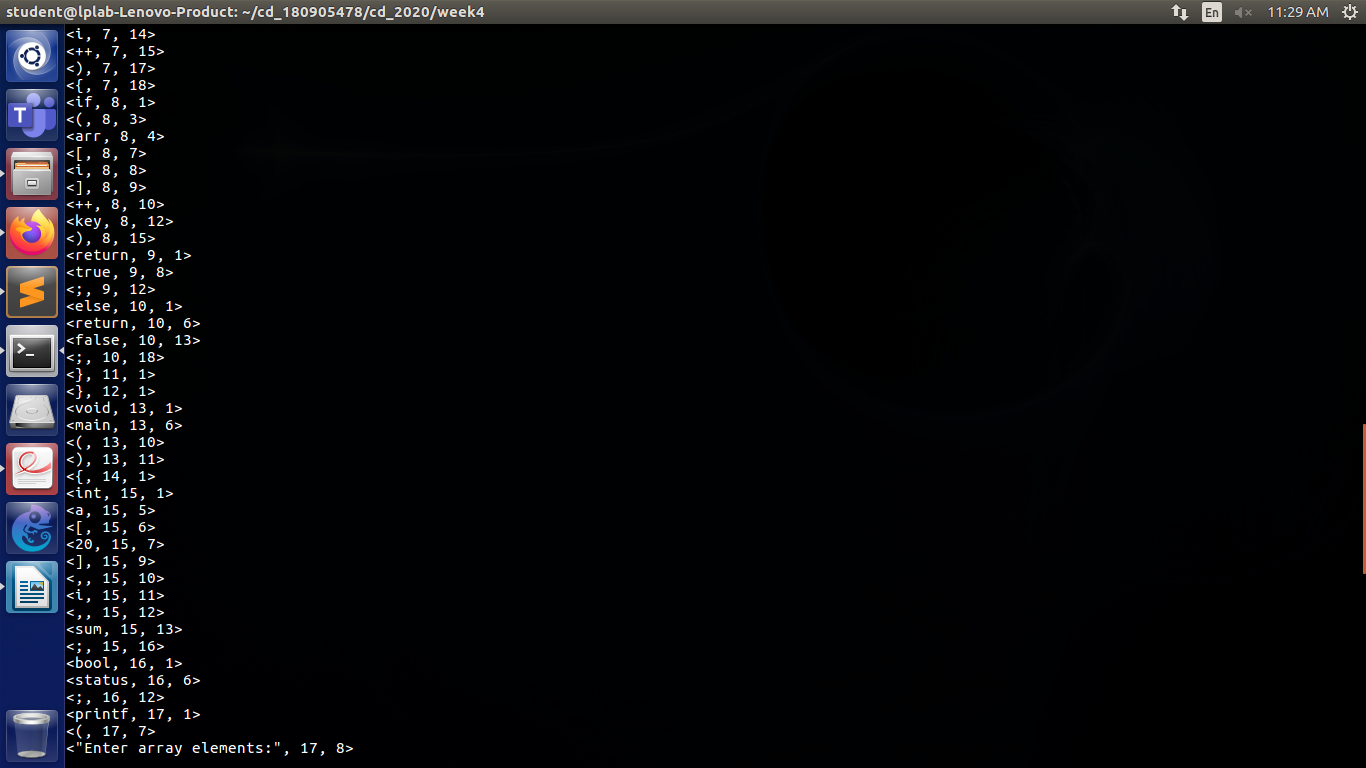 student@lplab-Lenovo-Product: ~/cd_180905478/cd_2020/week4
En
11:29 AM
<i, 7, 14>
<++, 7, 15>
<), 7, 17>
<{, 7, 18>
<if, 8, 1>
<(, 8, 3>
<arr, 8, 4>
<[, 8, 7>
<i, 8, 8>
<], 8, 9>
<++, 8, 10>
<key, 8, 12>
<), 8, 15>
<return, 9, 1>
<true, 9, 8>
<;, 9, 12>
<else, 10, 1>
<return, 10, 6>
<false, 10, 13>
<;, 10, 18>
<}, 11, 1>
<}, 12, 1>
<void, 13, 1>
<main, 13, 6>
<(, 13, 10>
<), 13, 11>
<{, 14, 1>
<int, 15, 1>
<a, 15, 5>
<[, 15, 6>
<20, 15, 7>
<], 15, 9>
<,, 15, 10>
<i, 15, 11>
<,, 15, 12>
<sum, 15, 13>
<;, 15, 16>
<bool, 16, 1>
<status, 16, 6>
<;, 16, 12>
<printf, 17, 1>
<(, 17, 7>
<"Enter array elements:", 17, 8>